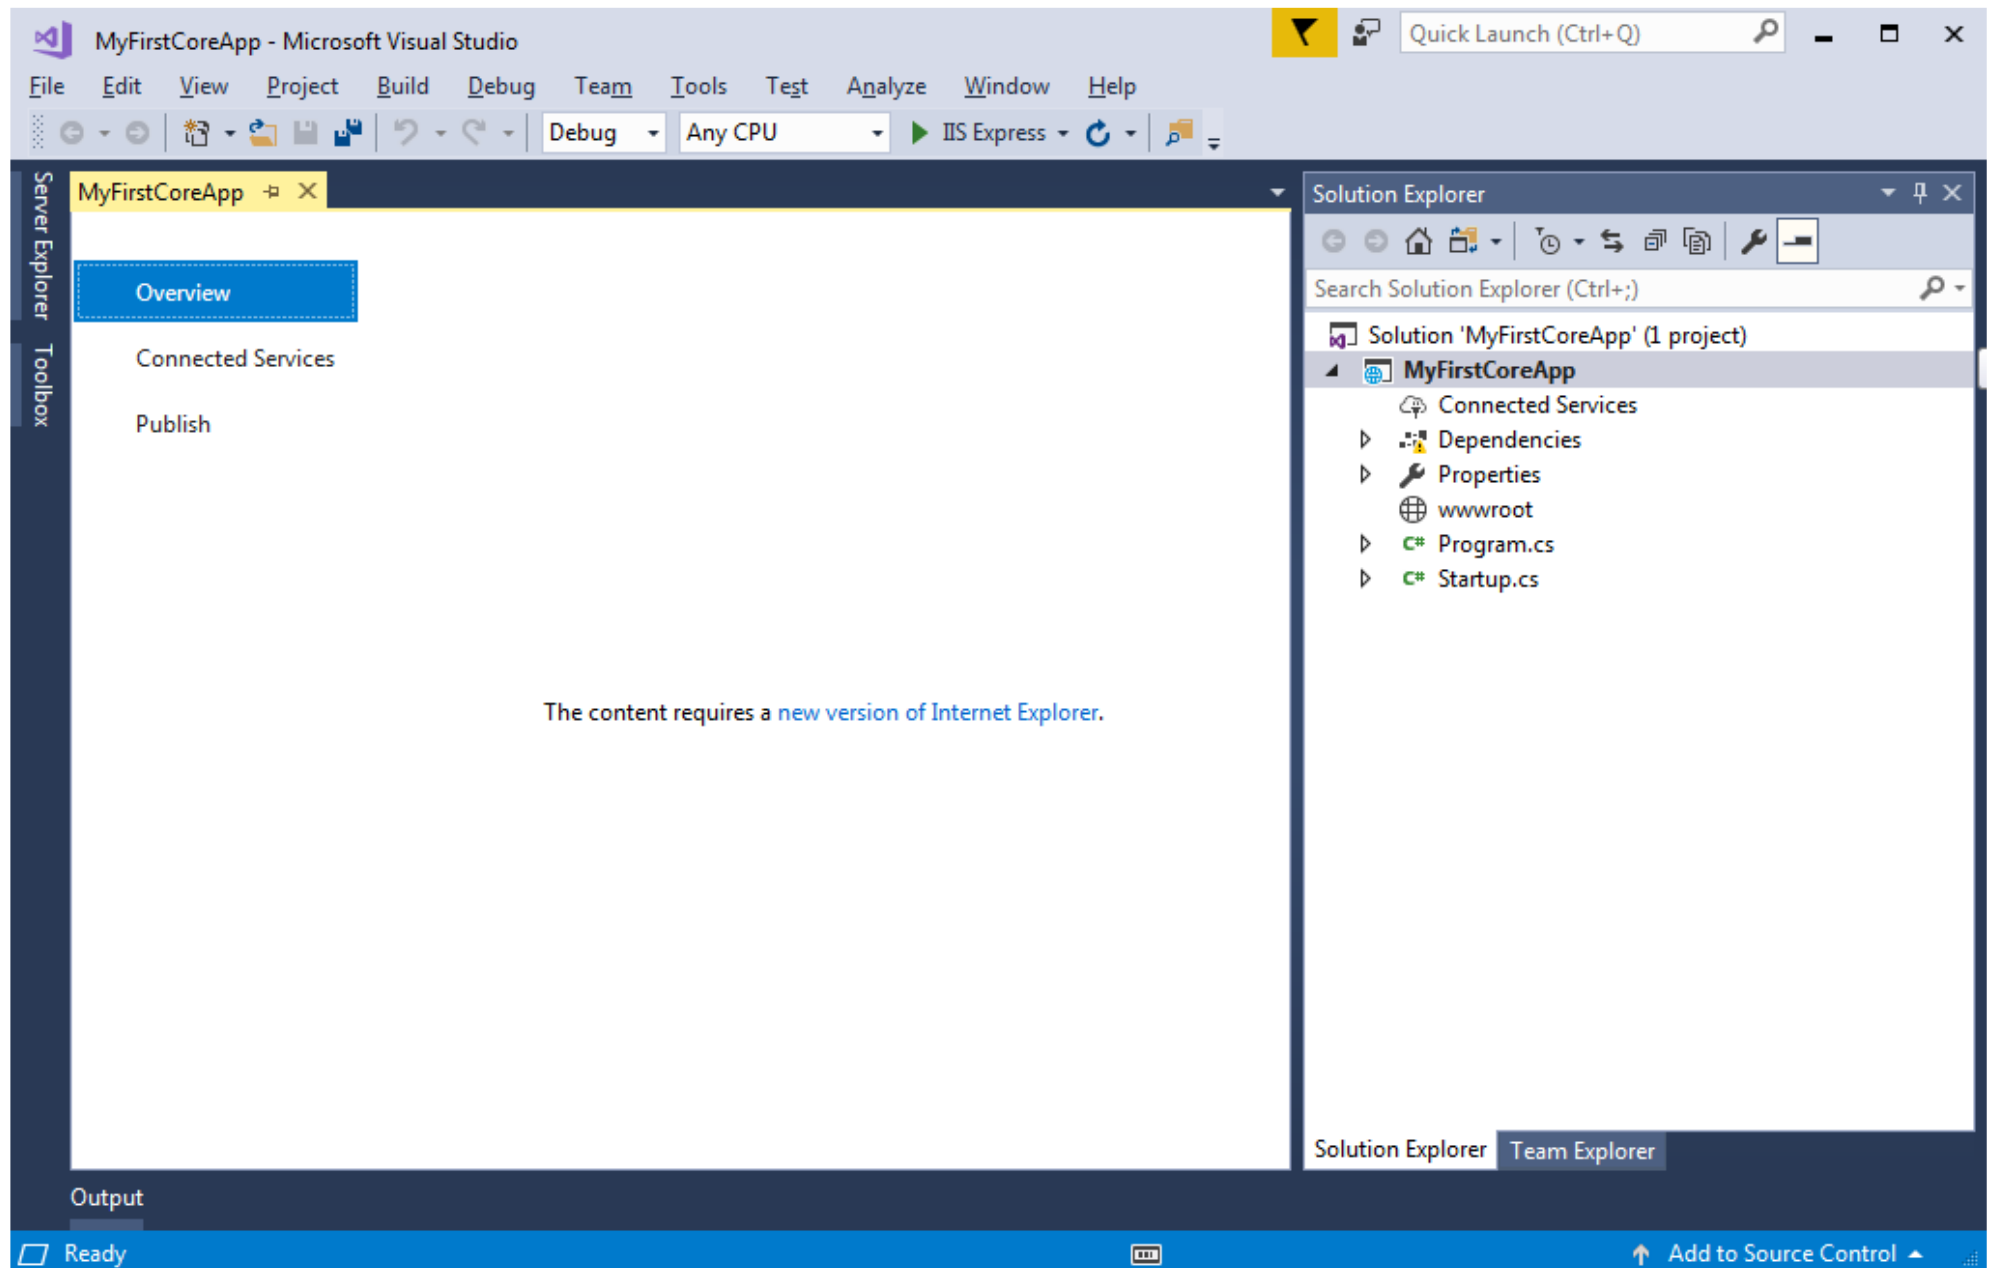 MyFirstCoreApp - Microsoft Visual Studio
Quick Launch (Ctrl+Q)
File Edit View Project Build Debug Team Tools Test Analyze Window Help
Debug Any CPU IIS Express
Server Explorer
Toolbox
MyFirstCoreApp
Overview
Connected Services
Publish
The content requires a new version of Internet Explorer.
Solution Explorer
Search Solution Explorer (Ctrl+;)
Solution 'MyFirstCoreApp' (1 project)
MyFirstCoreApp
Connected Services
Dependencies
Properties
wwwroot
C# Program.cs
C# Startup.cs
Solution Explorer Team Explorer
Output
Ready
Add to Source Control